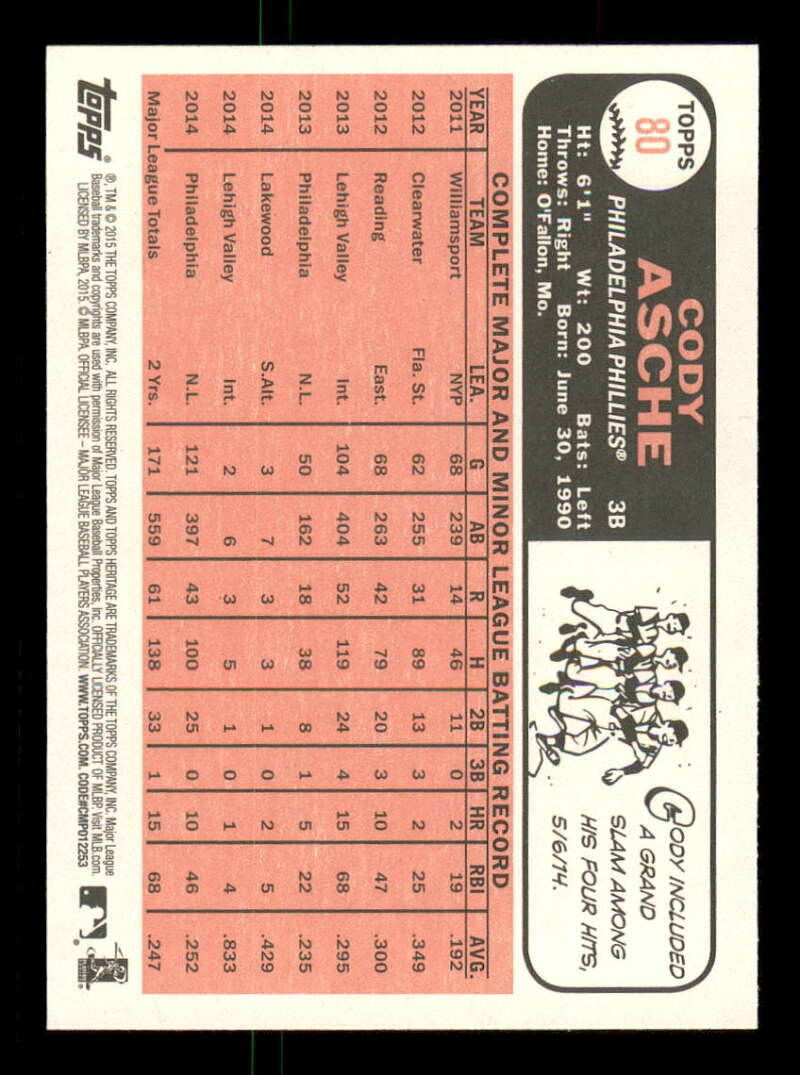 TOPPS
80
CODY
ASCHE
PHILADELPHIA PHILLIES® 3B
Ht: 6'1" Wt: 200 Bats: Left
Throws: Right Born: June 30, 1990
Home: O'Fallon, Mo.
CODY INCLUDED
A GRAND
SLAM AMONG
HIS FOUR HITS,
5/6/14.
COMPLETE MAJOR AND MINOR LEAGUE BATTING RECORD
YEAR TEAM LEA. G AB R H 2B 3B HR RBI AVG.
2011 Williamsport NYP 68 239 14 46 11 0 2 19 .192
2012 Clearwater Fla. St. 62 255 31 89 13 3 2 25 .349
2012 Reading East. 68 263 42 79 20 3 10 47 .300
2013 Lehigh Valley Int. 104 404 52 119 24 4 15 68 .295
2013 Philadelphia N.L. 50 162 18 38 8 1 5 22 .235
2014 Lakewood S.Atl. 3 7 3 3 1 0 2 5 .429
2014 Lehigh Valley Int. 2 6 3 5 1 0 1 4 .833
2014 Philadelphia N.L. 121 397 43 100 25 0 10 46 .252
Major League Totals 2 Yrs. 171 559 61 138 33 1 15 68 .247
topps®
®, TM & © 2015 THE TOPPS COMPANY, INC. ALL RIGHTS RESERVED. TOPPS AND TOPPS HERITAGE ARE TRADEMARKS OF THE TOPPS COMPANY, INC. Major League
Baseball trademarks and copyrights are used with permission of Major League Baseball Properties, Inc. OFFICIALLY LICENSED PRODUCT OF MLBP. Visit MLB.com.
LICENSED BY MLBPA, 2015. © MLBPA. OFFICIAL LICENSEE – MAJOR LEAGUE BASEBALL PLAYERS ASSOCIATION. WWW.TOPPS.COM. CODE#CMP012253